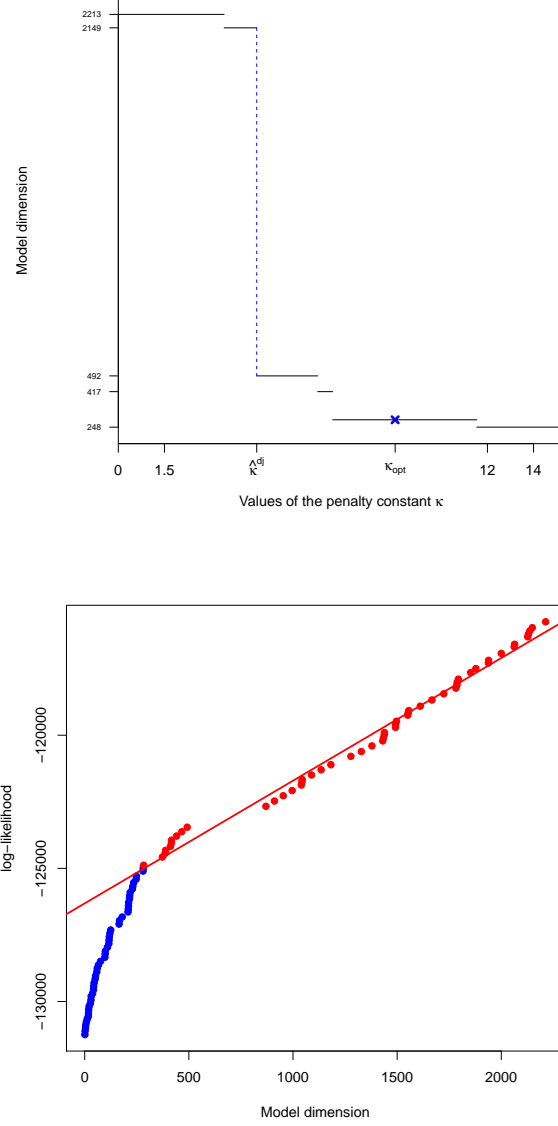 2213
2149
492
417
248
Model dimension
0 1.5 κ̂^dj κ_opt 12 14
Values of the penalty constant κ
−120000
−125000
−130000
log−likelihood
0 500 1000 1500 2000
Model dimension